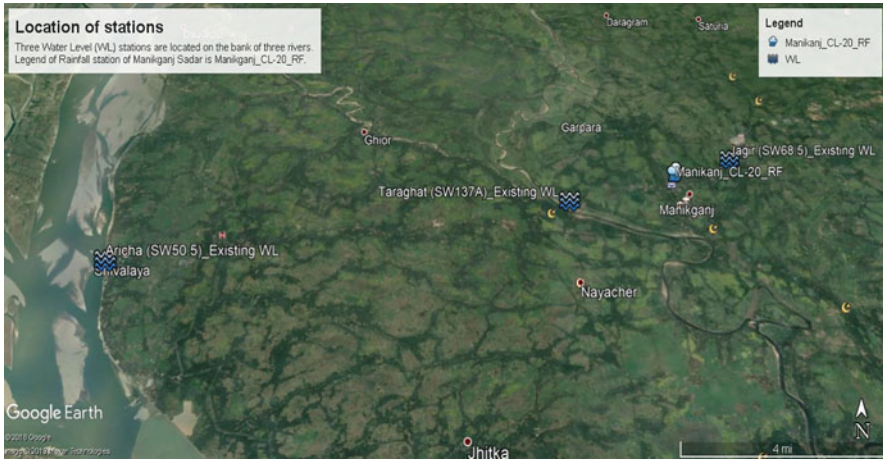 Location of stations
Three Water Level (WL) stations are located on the bank of three rivers.
Legend of Rainfall station of Manikganj Sadar is Manikganj_CL-20_RF.
Legend
Manikanj_CL-20_RF
WL
Daragram
Saturia
Garpara
Ghior
Jagir (SW68 5)_Existing WL
Manikanj_CL-20_RF
Taraghat (SW137A)_Existing WL
Manikganj
H
Aricha (SW50 5)_Existing WL
Shivalaya
Nayacher
Google Earth
N
©2018 Google
4 mi
Jhitka